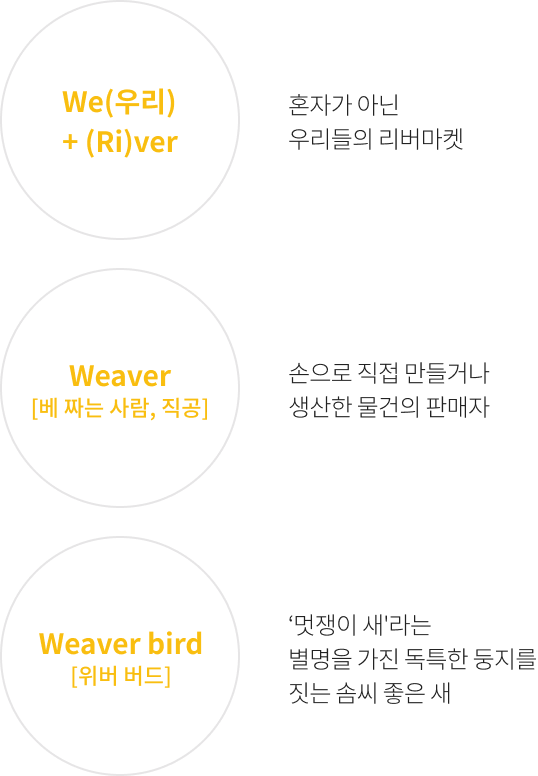 We(우리)
+ (Ri)ver
혼자가 아닌
우리들의 리버마켓
Weaver
[베 짜는 사람, 직공]
손으로 직접 만들거나
생산한 물건의 판매자
Weaver bird
[위버 버드]
‘멋쟁이 새'라는
별명을 가진 독특한 둥지를
짓는 솜씨 좋은 새